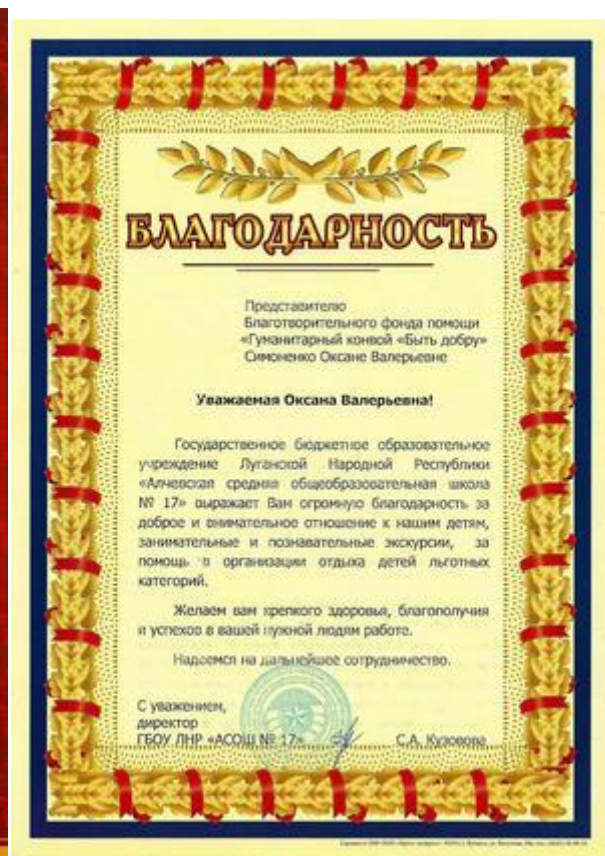 БЛАГОДАРНОСТЬ
Представителю
Благотворительного фонда помощи
«Гуманитарный конвой «Быть добру»
Симоненко Оксане Валерьевне
Уважаемая Оксана Валерьевна!
Государственное бюджетное образовательное
учреждение Луганской Народной Республики
«Алчевская средняя общеобразовательная школа
№ 17» выражает Вам огромную благодарность за
доброе и внимательное отношение к нашим детям,
занимательные и познавательные экскурсии, за
помощь в организации отдыха детей льготных
категорий.
Желаем вам крепкого здоровья, благополучия
и успехов в вашей нужной людям работе.
Надеемся на дальнейшее сотрудничество.
С уважением,
директор
ГБОУ ЛНР «АСОШ № 17» С.А. Кузовова